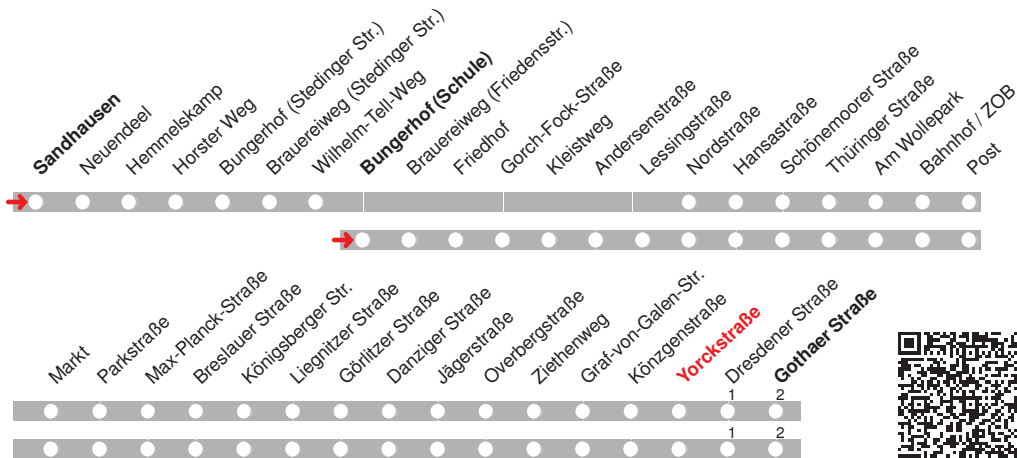 Sandhausen
Neuendeel
Hemmelskamp
Horster Weg
Bungerhof (Stedinger Str.)
Brauereiweg (Stedinger Str.)
Wilhelm-Tell-Weg
Bungerhof (Schule)
Brauereiweg (Friedensstr.)
Friedhof
Gorch-Fock-Straße
Kleistweg
Andersenstraße
Lessingstraße
Nordstraße
Hansastraße
Schönemoorer Straße
Thüringer Straße
Am Wollepark
Bahnhof / ZOB
Post
Markt
Parkstraße
Max-Planck-Straße
Breslauer Straße
Königsberger Str.
Liegnitzer Straße
Görlitzer Straße
Danziger Straße
Jägerstraße
Overbergstraße
Ziethenweg
Graf-von-Galen-Str.
Könzgenstraße
Yorckstraße
Dresdener Straße
Gothaer Straße
1 2
1 2